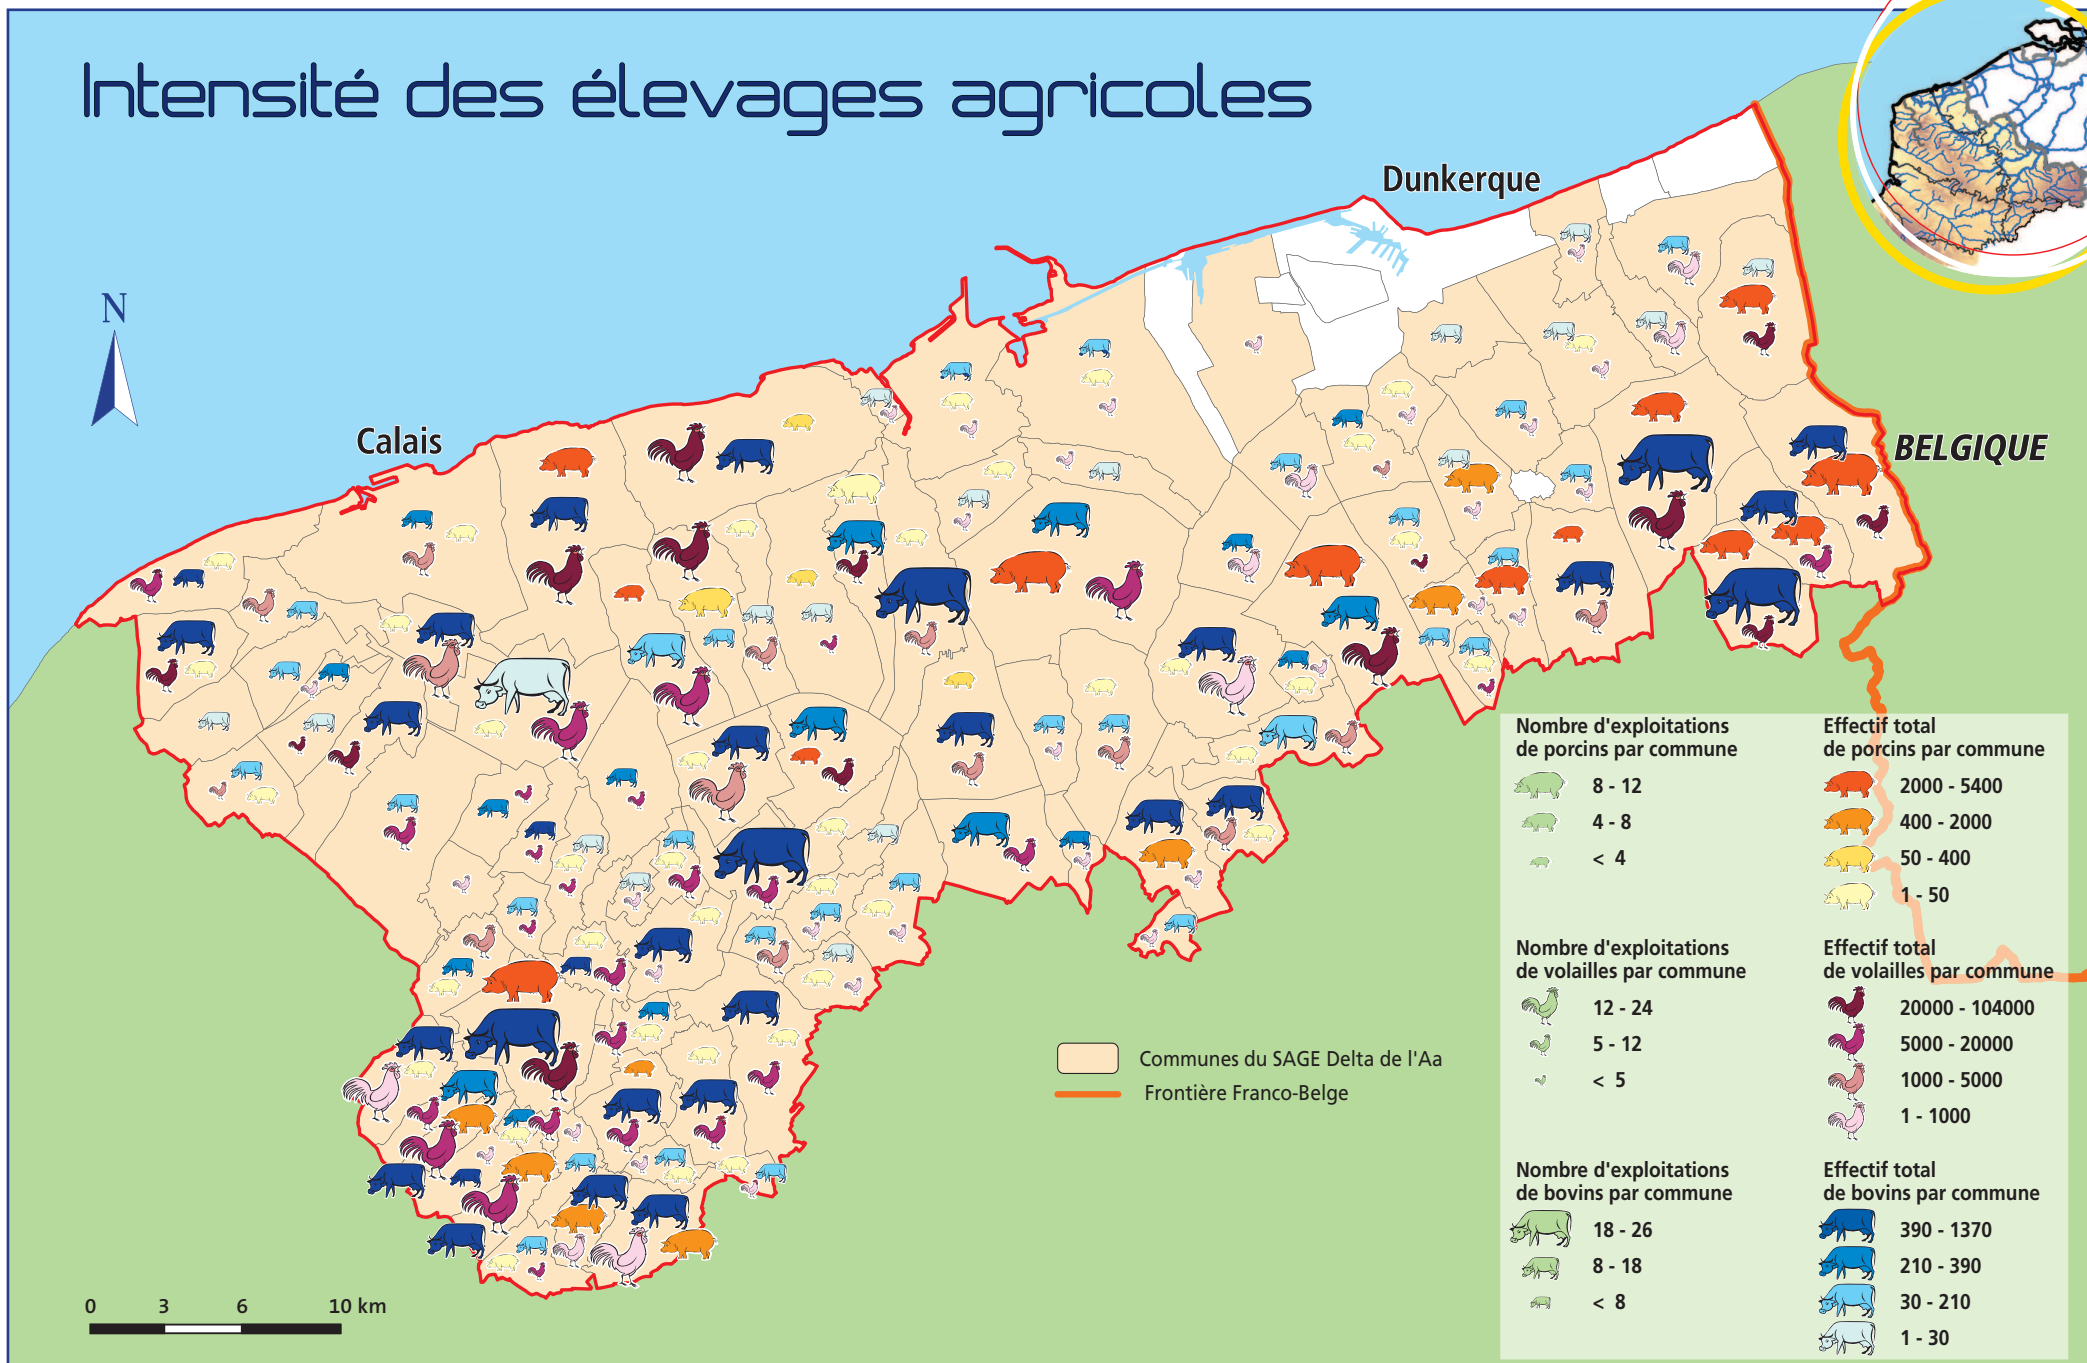 Intensité des élevages agricoles
Dunkerque
N
Calais
BELGIQUE
Nombre d'exploitations
de porcins par commune
8 - 12
4 - 8
< 4
Effectif total
de porcins par commune
2000 - 5400
400 - 2000
50 - 400
1 - 50
Nombre d'exploitations
de volailles par commune
12 - 24
5 - 12
< 5
Effectif total
de volailles par commune
20000 - 104000
5000 - 20000
1000 - 5000
1 - 1000
Communes du SAGE Delta de l'Aa
Frontière Franco-Belge
Nombre d'exploitations
de bovins par commune
18 - 26
8 - 18
< 8
Effectif total
de bovins par commune
390 - 1370
210 - 390
30 - 210
1 - 30
0 3 6 10 km